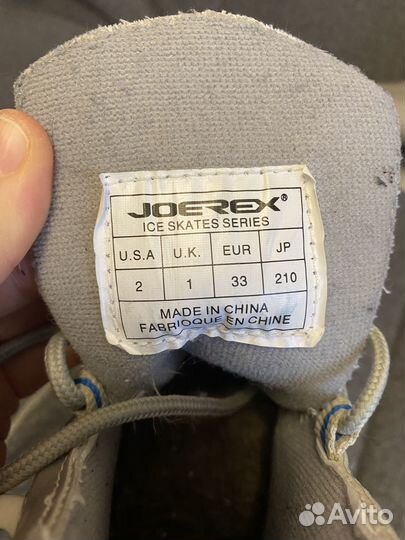 JOEREX®
ICE SKATES SERIES
U.S.A U.K. EUR JP
2 1 33 210
MADE IN CHINA
FABRIQUE EN CHINE
Avito